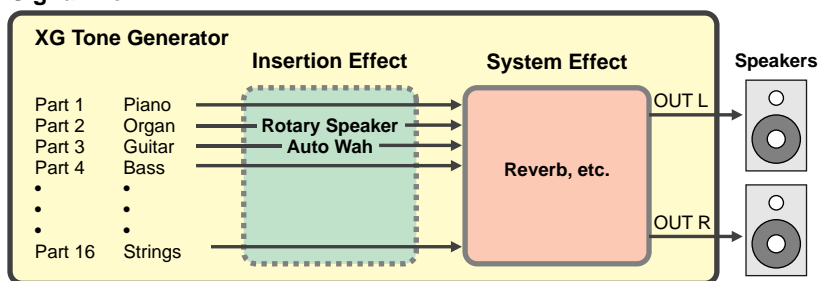 XG Tone Generator
Insertion Effect
System Effect
Speakers
Part 1 Piano
Part 2 Organ
Part 3 Guitar
Part 4 Bass
Part 16 Strings
Rotary Speaker
Auto Wah
Reverb, etc.
OUT L
OUT R